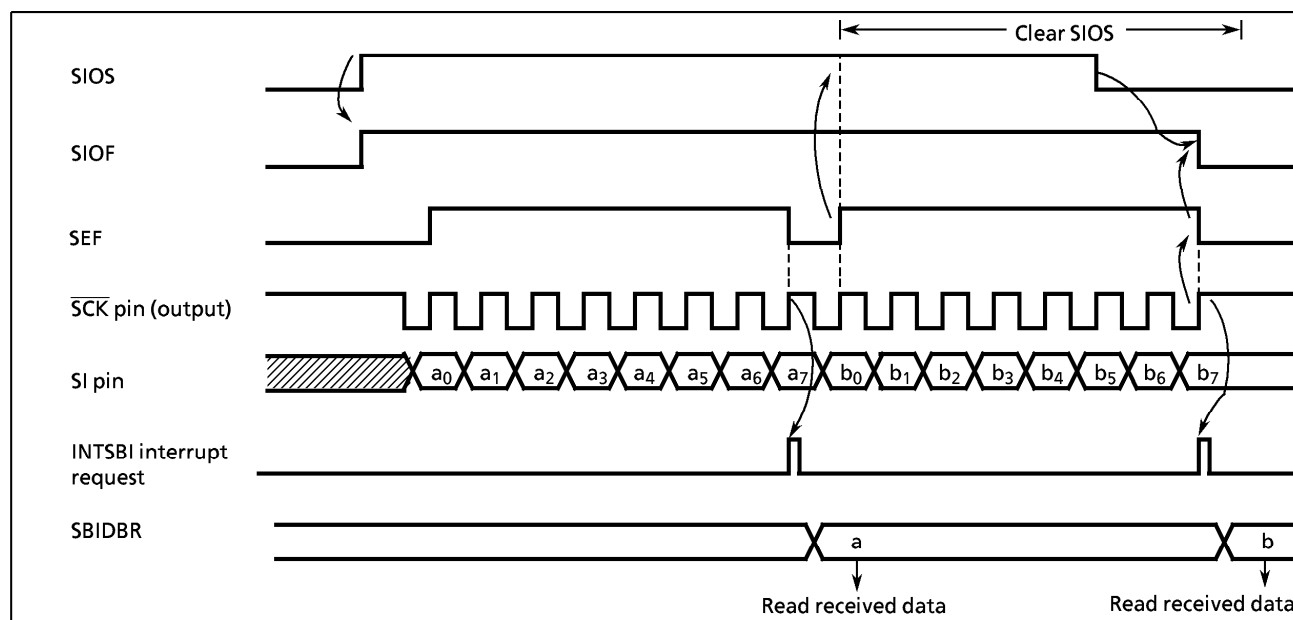 Clear SIOS
SIOS
SIOF
SEF
SCK pin (output)
SI pin
a0 a1 a2 a3 a4 a5 a6 a7 b0 b1 b2 b3 b4 b5 b6 b7
INTSBI interrupt
request
SBIDBR
a
b
Read received data
Read received data